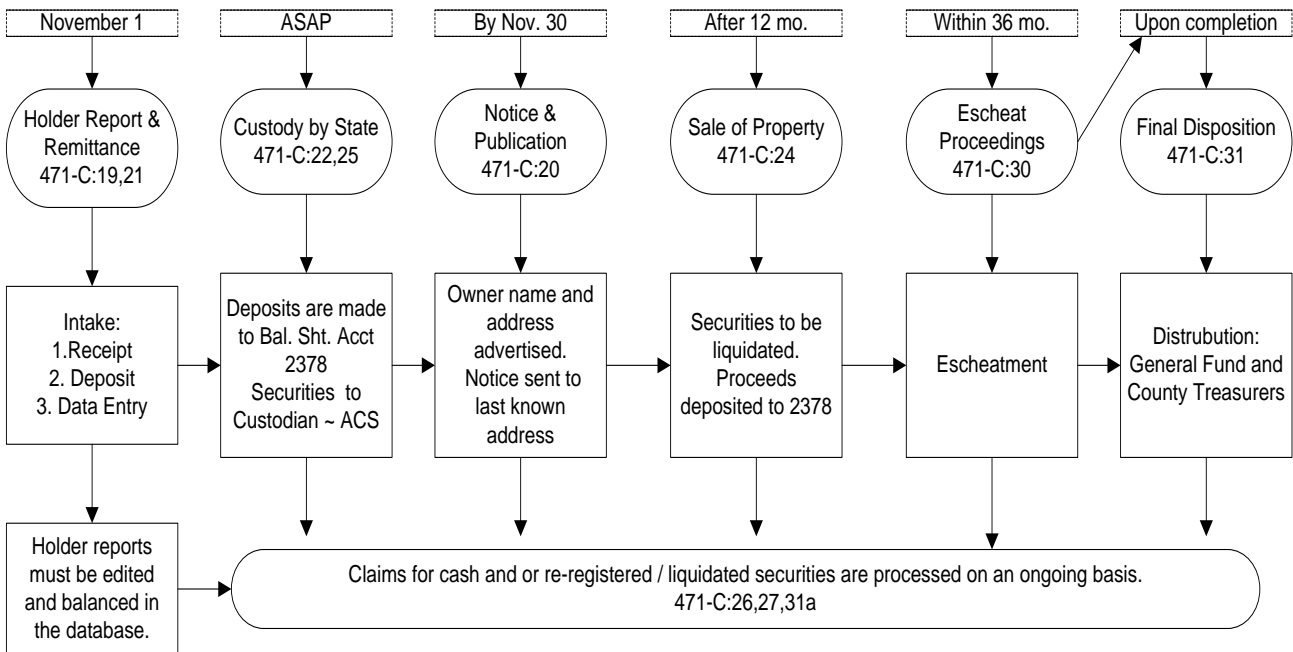 November 1
ASAP
By Nov. 30
After 12 mo.
Within 36 mo.
Upon completion
Holder Report &
Remittance
471-C:19,21
Custody by State
471-C:22,25
Notice &
Publication
471-C:20
Sale of Property
471-C:24
Escheat
Proceedings
471-C:30
Final Disposition
471-C:31
Intake:
1.Receipt
2. Deposit
3. Data Entry
Deposits are made
to Bal. Sht. Acct
2378
Securities to
Custodian ~ ACS
Owner name and
address
advertised.
Notice sent to
last known
address
Securities to be
liquidated.
Proceeds
deposited to 2378
Escheatment
Distrubution:
General Fund and
County Treasurers
Holder reports
must be edited
and balanced in
the database.
Claims for cash and or re-registered / liquidated securities are processed on an ongoing basis.
471-C:26,27,31a